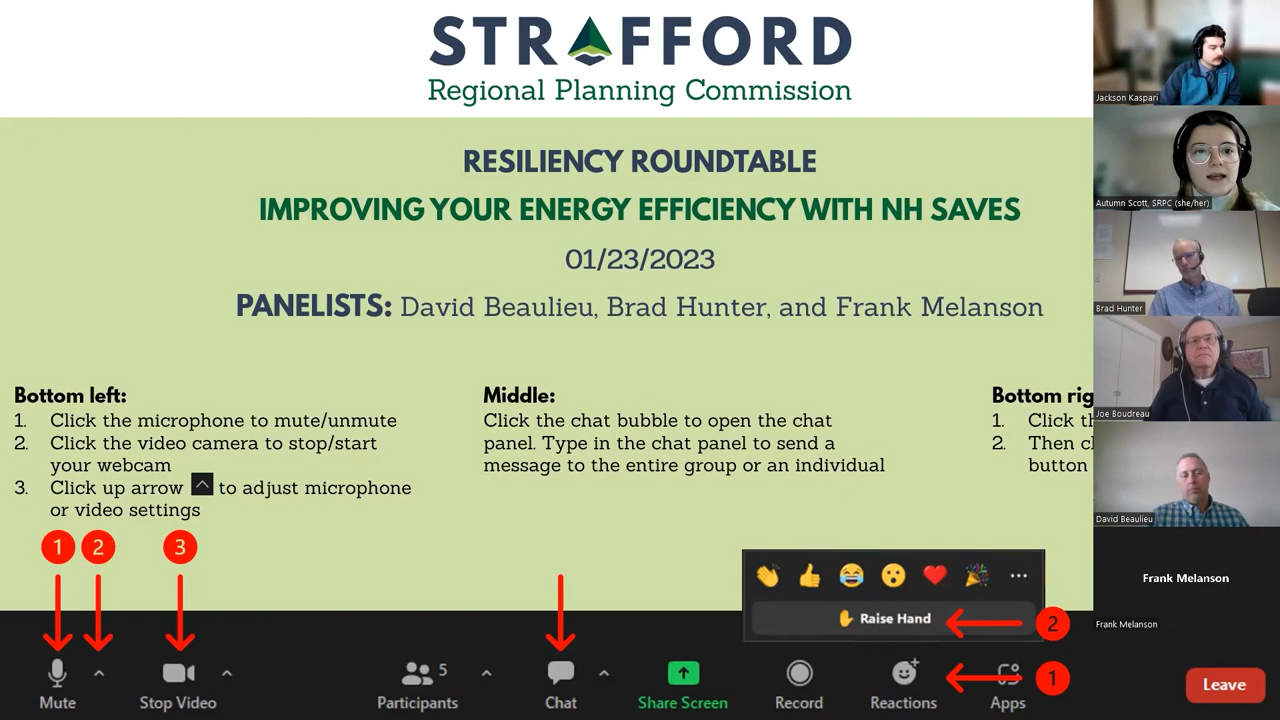 STRAFFORD
Regional Planning Commission
RESILIENCY ROUNDTABLE
IMPROVING YOUR ENERGY EFFICIENCY WITH NH SAVES
01/23/2023
PANELISTS: David Beaulieu, Brad Hunter, and Frank Melanson
Bottom left:
1. Click the microphone to mute/unmute
2. Click the video camera to stop/start
your webcam
3. Click up arrow to adjust microphone
or video settings
Middle:
Click the chat bubble to open the chat
panel. Type in the chat panel to send a
message to the entire group or an individual
Bottom rig
1. Click th
2. Then cl
button
1
2
3
Raise Hand
2
1
Mute
Stop Video
Participants
5
Chat
Share Screen
Record
Reactions
Apps
Leave
Jackson Kaspari
Autumn Scott, SRPC (she/her)
Brad Hunter
Joe Boudreau
David Beaulieu
Frank Melanson
Frank Melanson